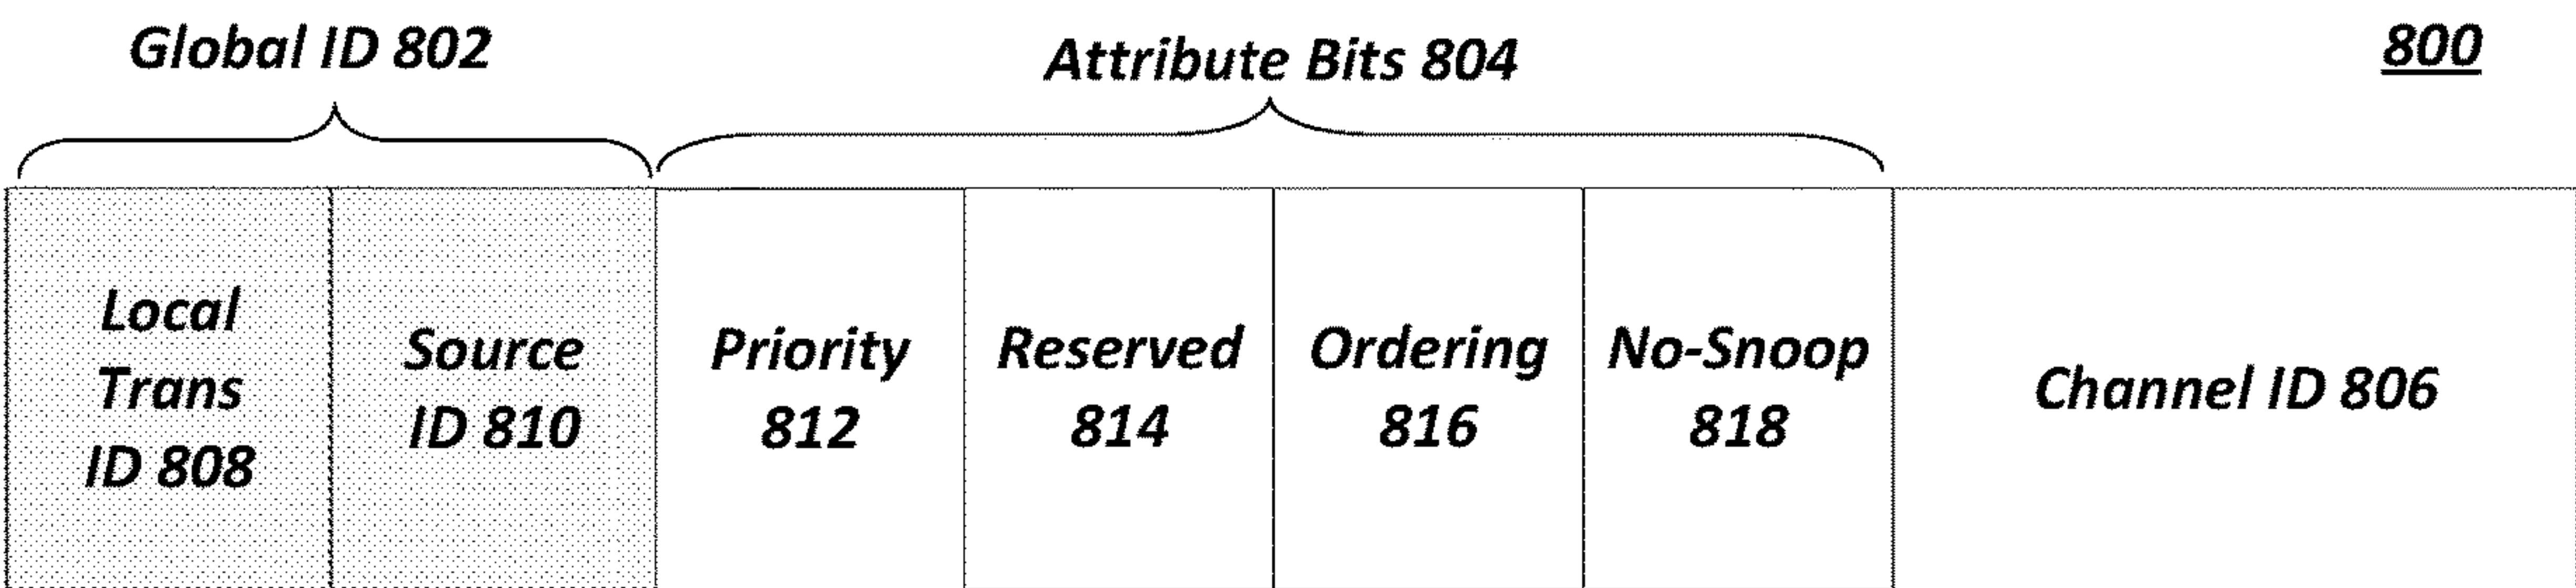 Global ID 802
Attribute Bits 804
800
Local
Trans
ID 808
Source
ID 810
Priority
812
Reserved
814
Ordering
816
No-Snoop
818
Channel ID 806